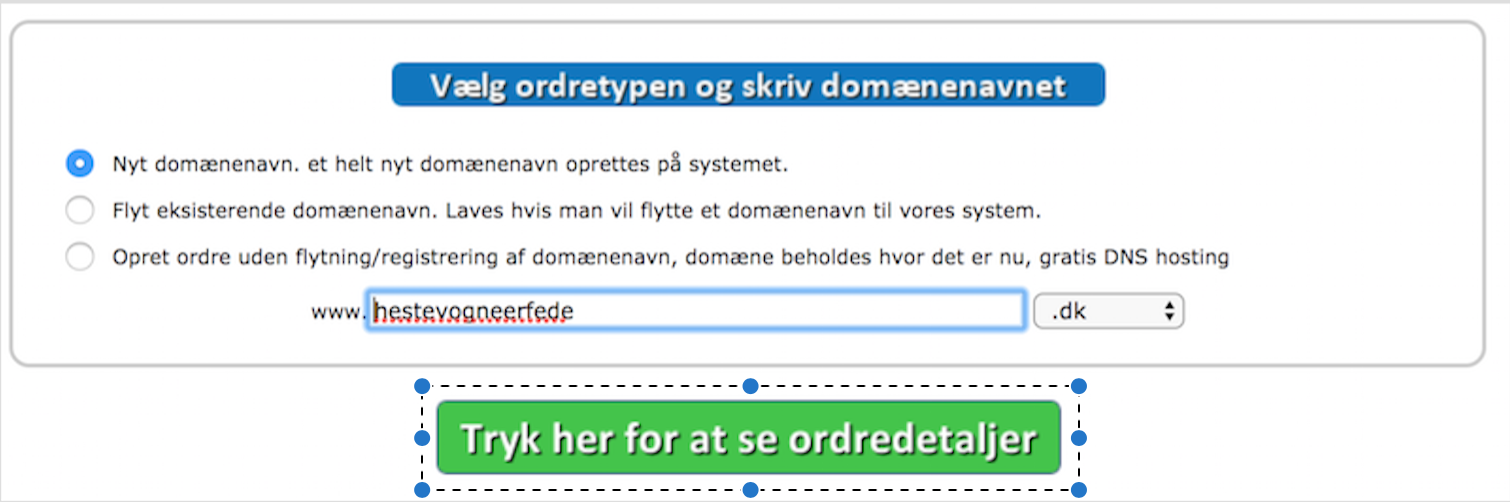 Vælg ordretypen og skriv domænenavnet
Nyt domænenavn. et helt nyt domænenavn oprettes på systemet.
Flyt eksisterende domænenavn. Laves hvis man vil flytte et domænenavn til vores system.
Opret ordre uden flytning/registrering af domænenavn, domæne beholdes hvor det er nu, gratis DNS hosting
www. hestevogneerfede .dk
Tryk her for at se ordredetaljer